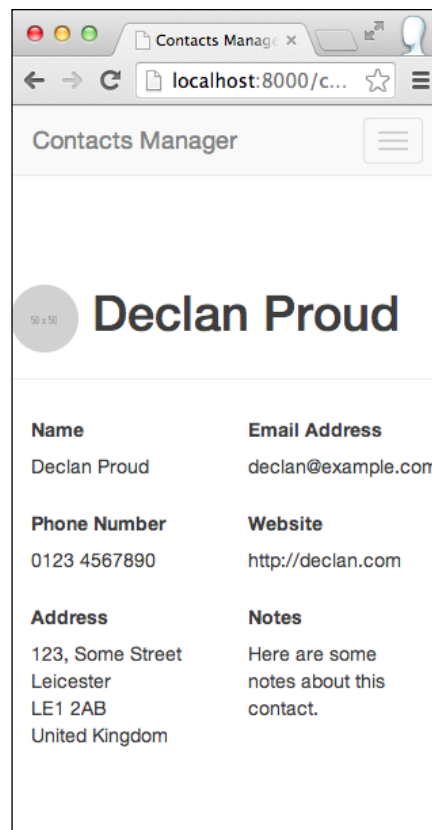 Contacts Manage
localhost:8000/c...
Contacts Manager
50 x 50
Declan Proud
Name
Declan Proud
Email Address
declan@example.com
Phone Number
0123 4567890
Website
http://declan.com
Address
123, Some Street
Leicester
LE1 2AB
United Kingdom
Notes
Here are some
notes about this
contact.